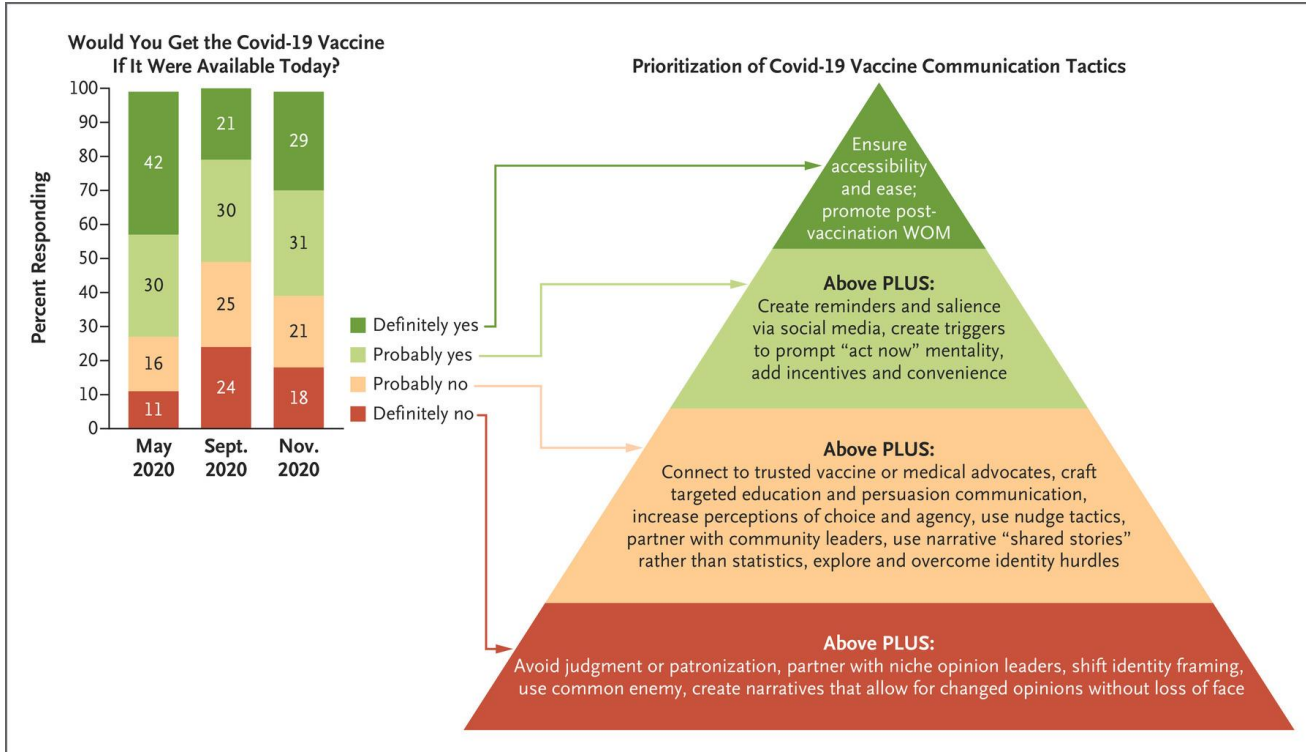 Would You Get the Covid-19 Vaccine
If It Were Available Today?
Percent Responding
100
90
80
70
60
50
40
30
20
10
0
42
30
16
11
21
30
25
24
29
31
21
18
May
2020
Sept.
2020
Nov.
2020
Definitely yes
Probably yes
Probably no
Definitely no
Prioritization of Covid-19 Vaccine Communication Tactics
Ensure
accessibility
and ease;
promote post-
vaccination WOM
Above PLUS:
Create reminders and salience
via social media, create triggers
to prompt “act now” mentality,
add incentives and convenience
Above PLUS:
Connect to trusted vaccine or medical advocates, craft
targeted education and persuasion communication,
increase perceptions of choice and agency, use nudge tactics,
partner with community leaders, use narrative “shared stories”
rather than statistics, explore and overcome identity hurdles
Above PLUS:
Avoid judgment or patronization, partner with niche opinion leaders, shift identity framing,
use common enemy, create narratives that allow for changed opinions without loss of face